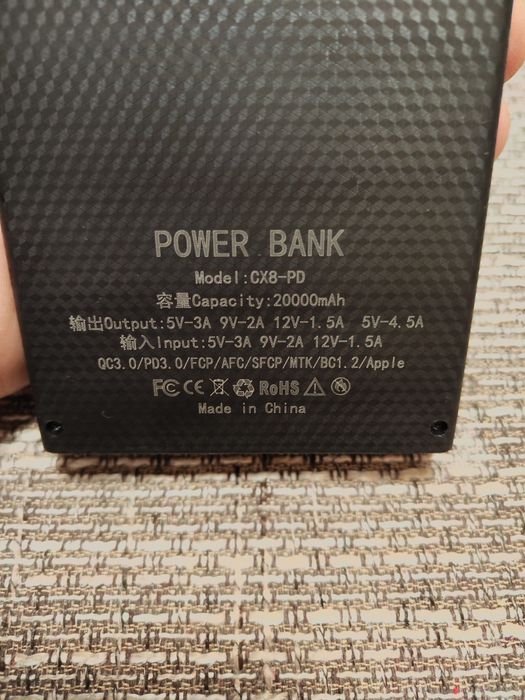 POWER BANK
Model:CX8-PD
容量Capacity:20000mAh
输出Output:5V-3A 9V-2A 12V-1.5A 5V-4.5A
输入Input:5V-3A 9V-2A 12V-1.5A
QC3.0/PD3.0/FCP/AFC/SFCP/MTK/BC1.2/Apple
FC CE RoHS
Made in China